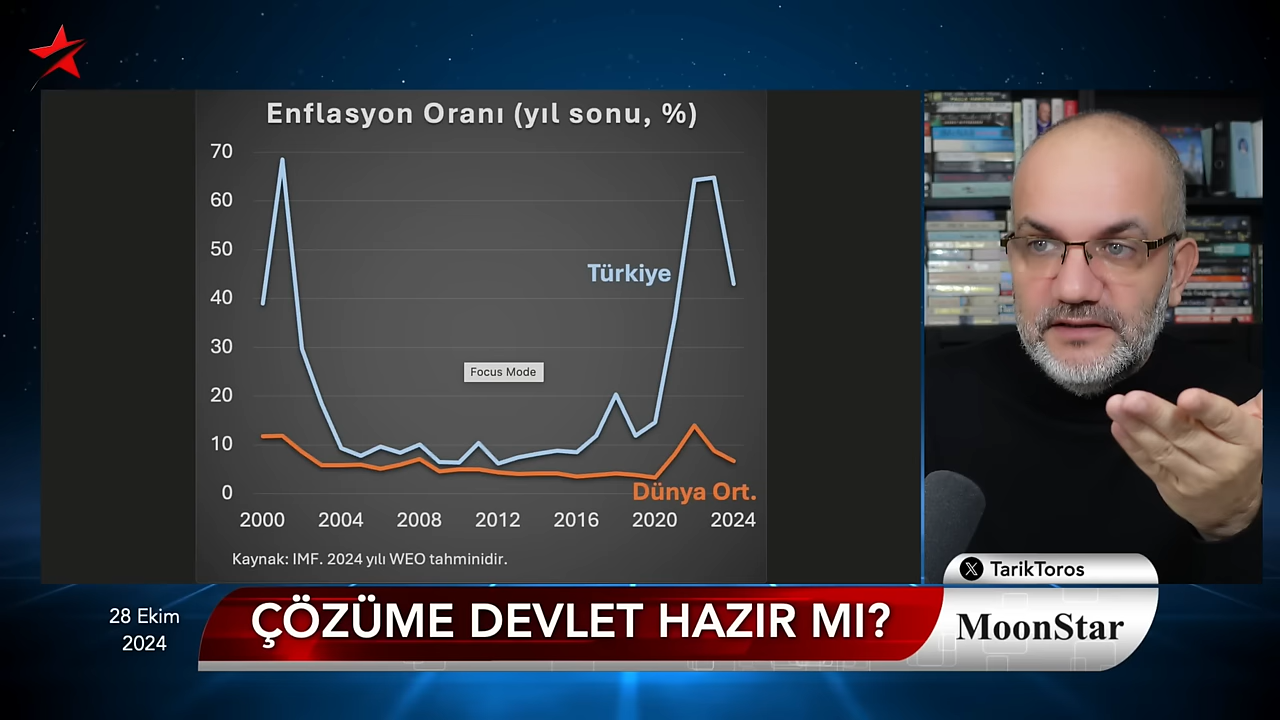 Enflasyon Oranı (yıl sonu, %)
70
60
50
40
30
20
10
0
Türkiye
Focus Mode
Dünya Ort.
2000 2004 2008 2012 2016 2020 2024
Kaynak: IMF. 2024 yılı WEO tahminidir.
X TarikToros
28 Ekim
2024
ÇÖZÜME DEVLET HAZIR MI?
MoonStar